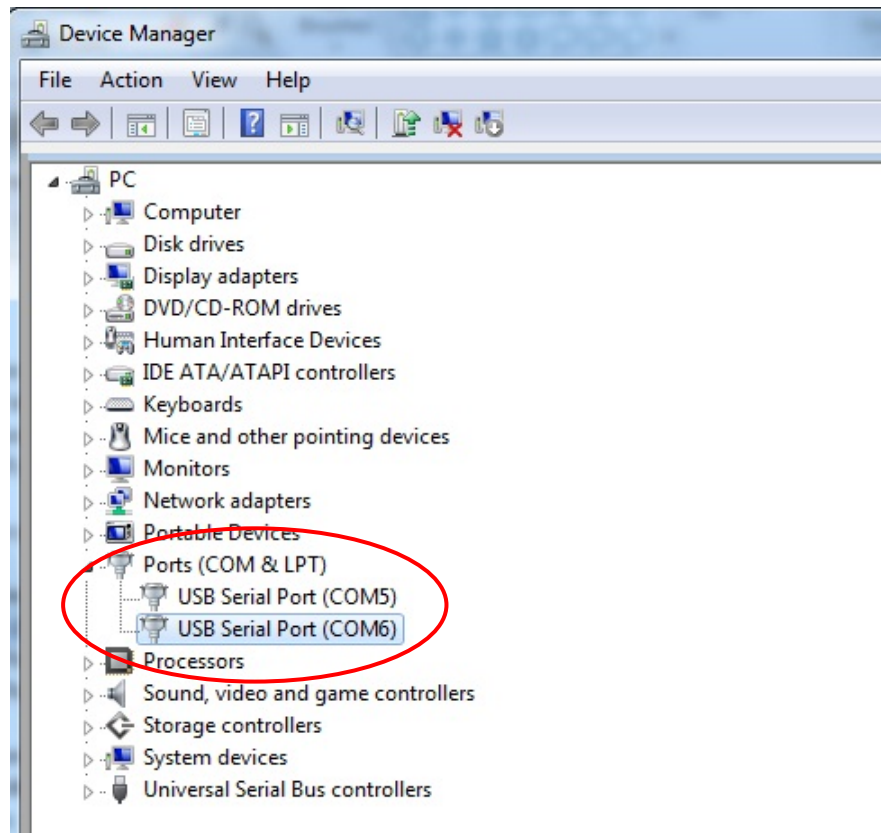 Device Manager
File Action View Help
PC
Computer
Disk drives
Display adapters
DVD/CD-ROM drives
Human Interface Devices
IDE ATA/ATAPI controllers
Keyboards
Mice and other pointing devices
Monitors
Network adapters
Portable Devices
Ports (COM & LPT)
USB Serial Port (COM5)
USB Serial Port (COM6)
Processors
Sound, video and game controllers
Storage controllers
System devices
Universal Serial Bus controllers